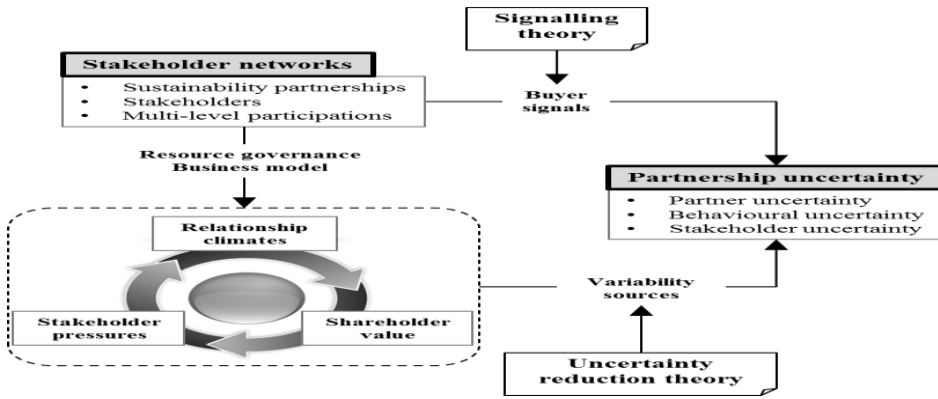 Signalling
theory
Stakeholder networks
• Sustainability partnerships
• Stakeholders
• Multi-level participations
Buyer
signals
Resource governance
Business model
Partnership uncertainty
• Partner uncertainty
• Behavioural uncertainty
• Stakeholder uncertainty
Relationship
climates
Stakeholder
pressures
Shareholder
value
Variability
sources
Uncertainty
reduction theory